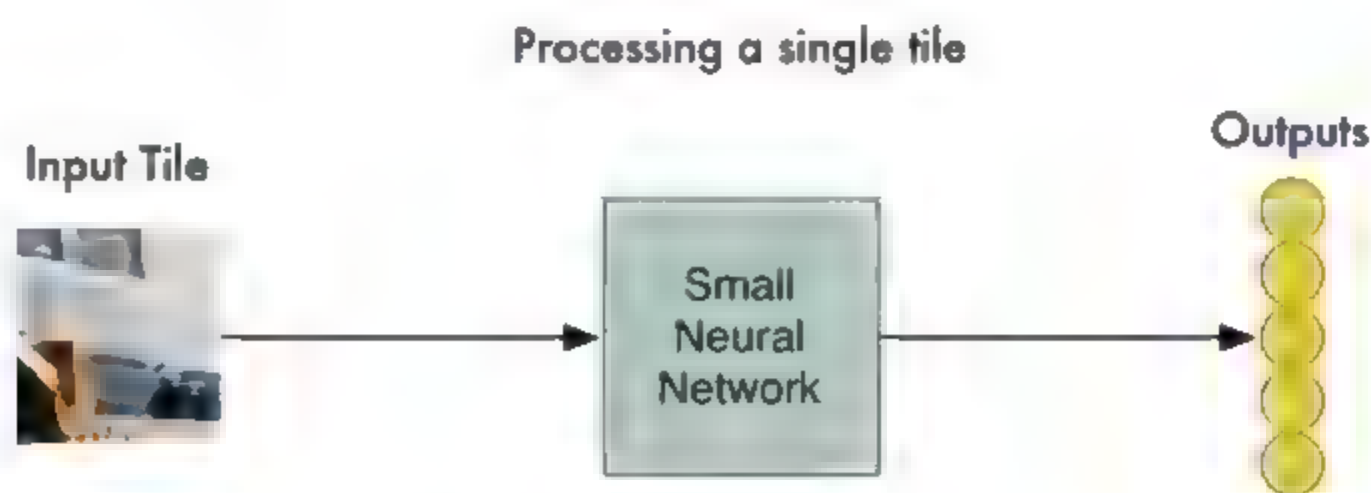 Processing a single tile
Input Tile
Outputs
Small
Neural
Network